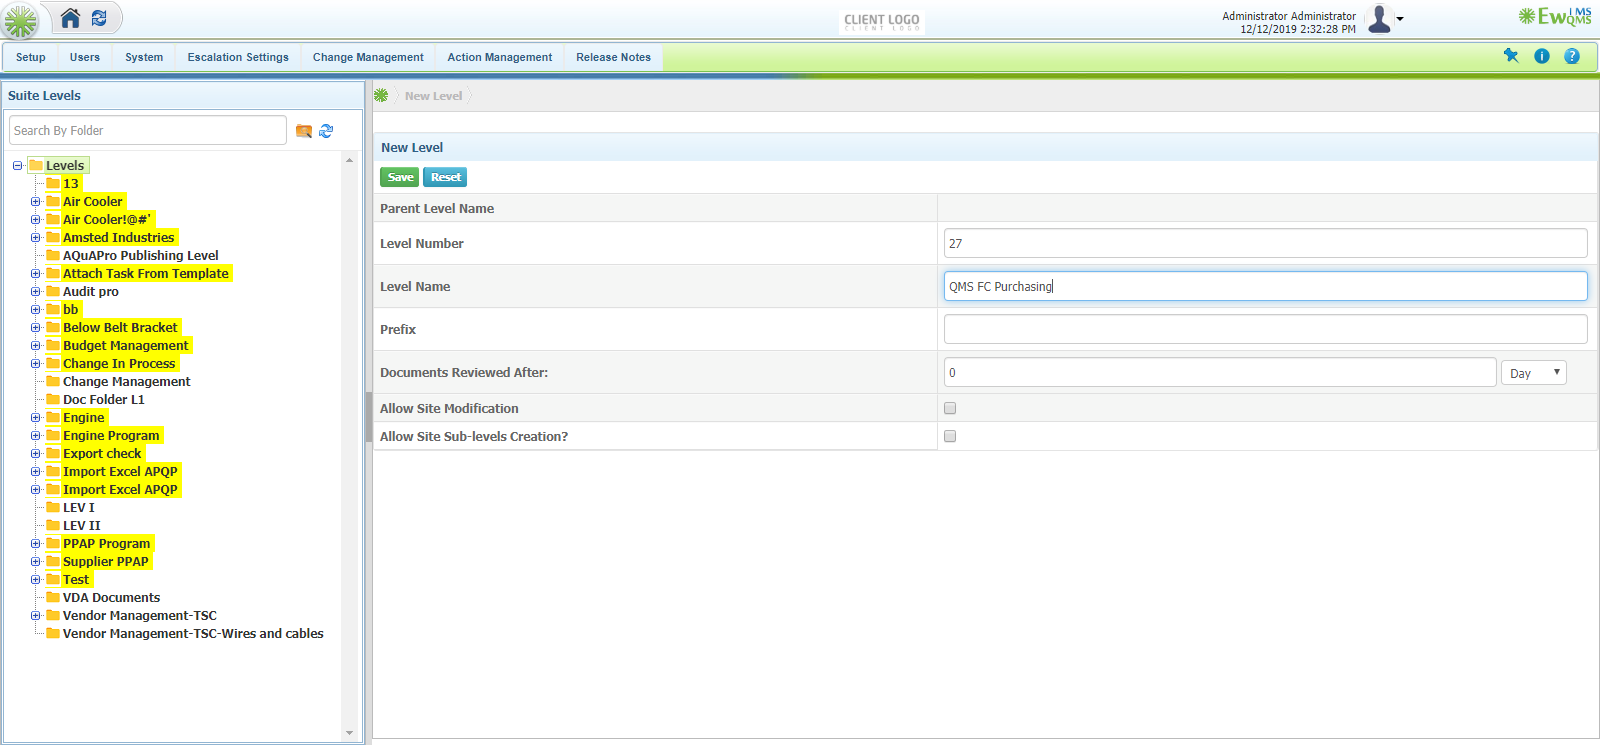 CLIENT LOGO
CLIENT LOGO
Administrator Administrator
12/12/2019 2:32:28 PM
EwQMS
IMS
Setup Users System Escalation Settings Change Management Action Management Release Notes
Suite Levels
New Level
Search By Folder
New Level
Save Reset
Parent Level Name
Level Number 27
Level Name QMS FC Purchasing
Prefix
Documents Reviewed After: 0 Day
Allow Site Modification
Allow Site Sub-levels Creation?
Levels
13
Air Cooler
Air Cooler!@#'
Amsted Industries
AQuAPro Publishing Level
Attach Task From Template
Audit pro
bb
Below Belt Bracket
Budget Management
Change In Process
Change Management
Doc Folder L1
Engine
Engine Program
Export check
Import Excel APQP
Import Excel APQP
LEV I
LEV II
PPAP Program
Supplier PPAP
Test
VDA Documents
Vendor Management-TSC
Vendor Management-TSC-Wires and cables